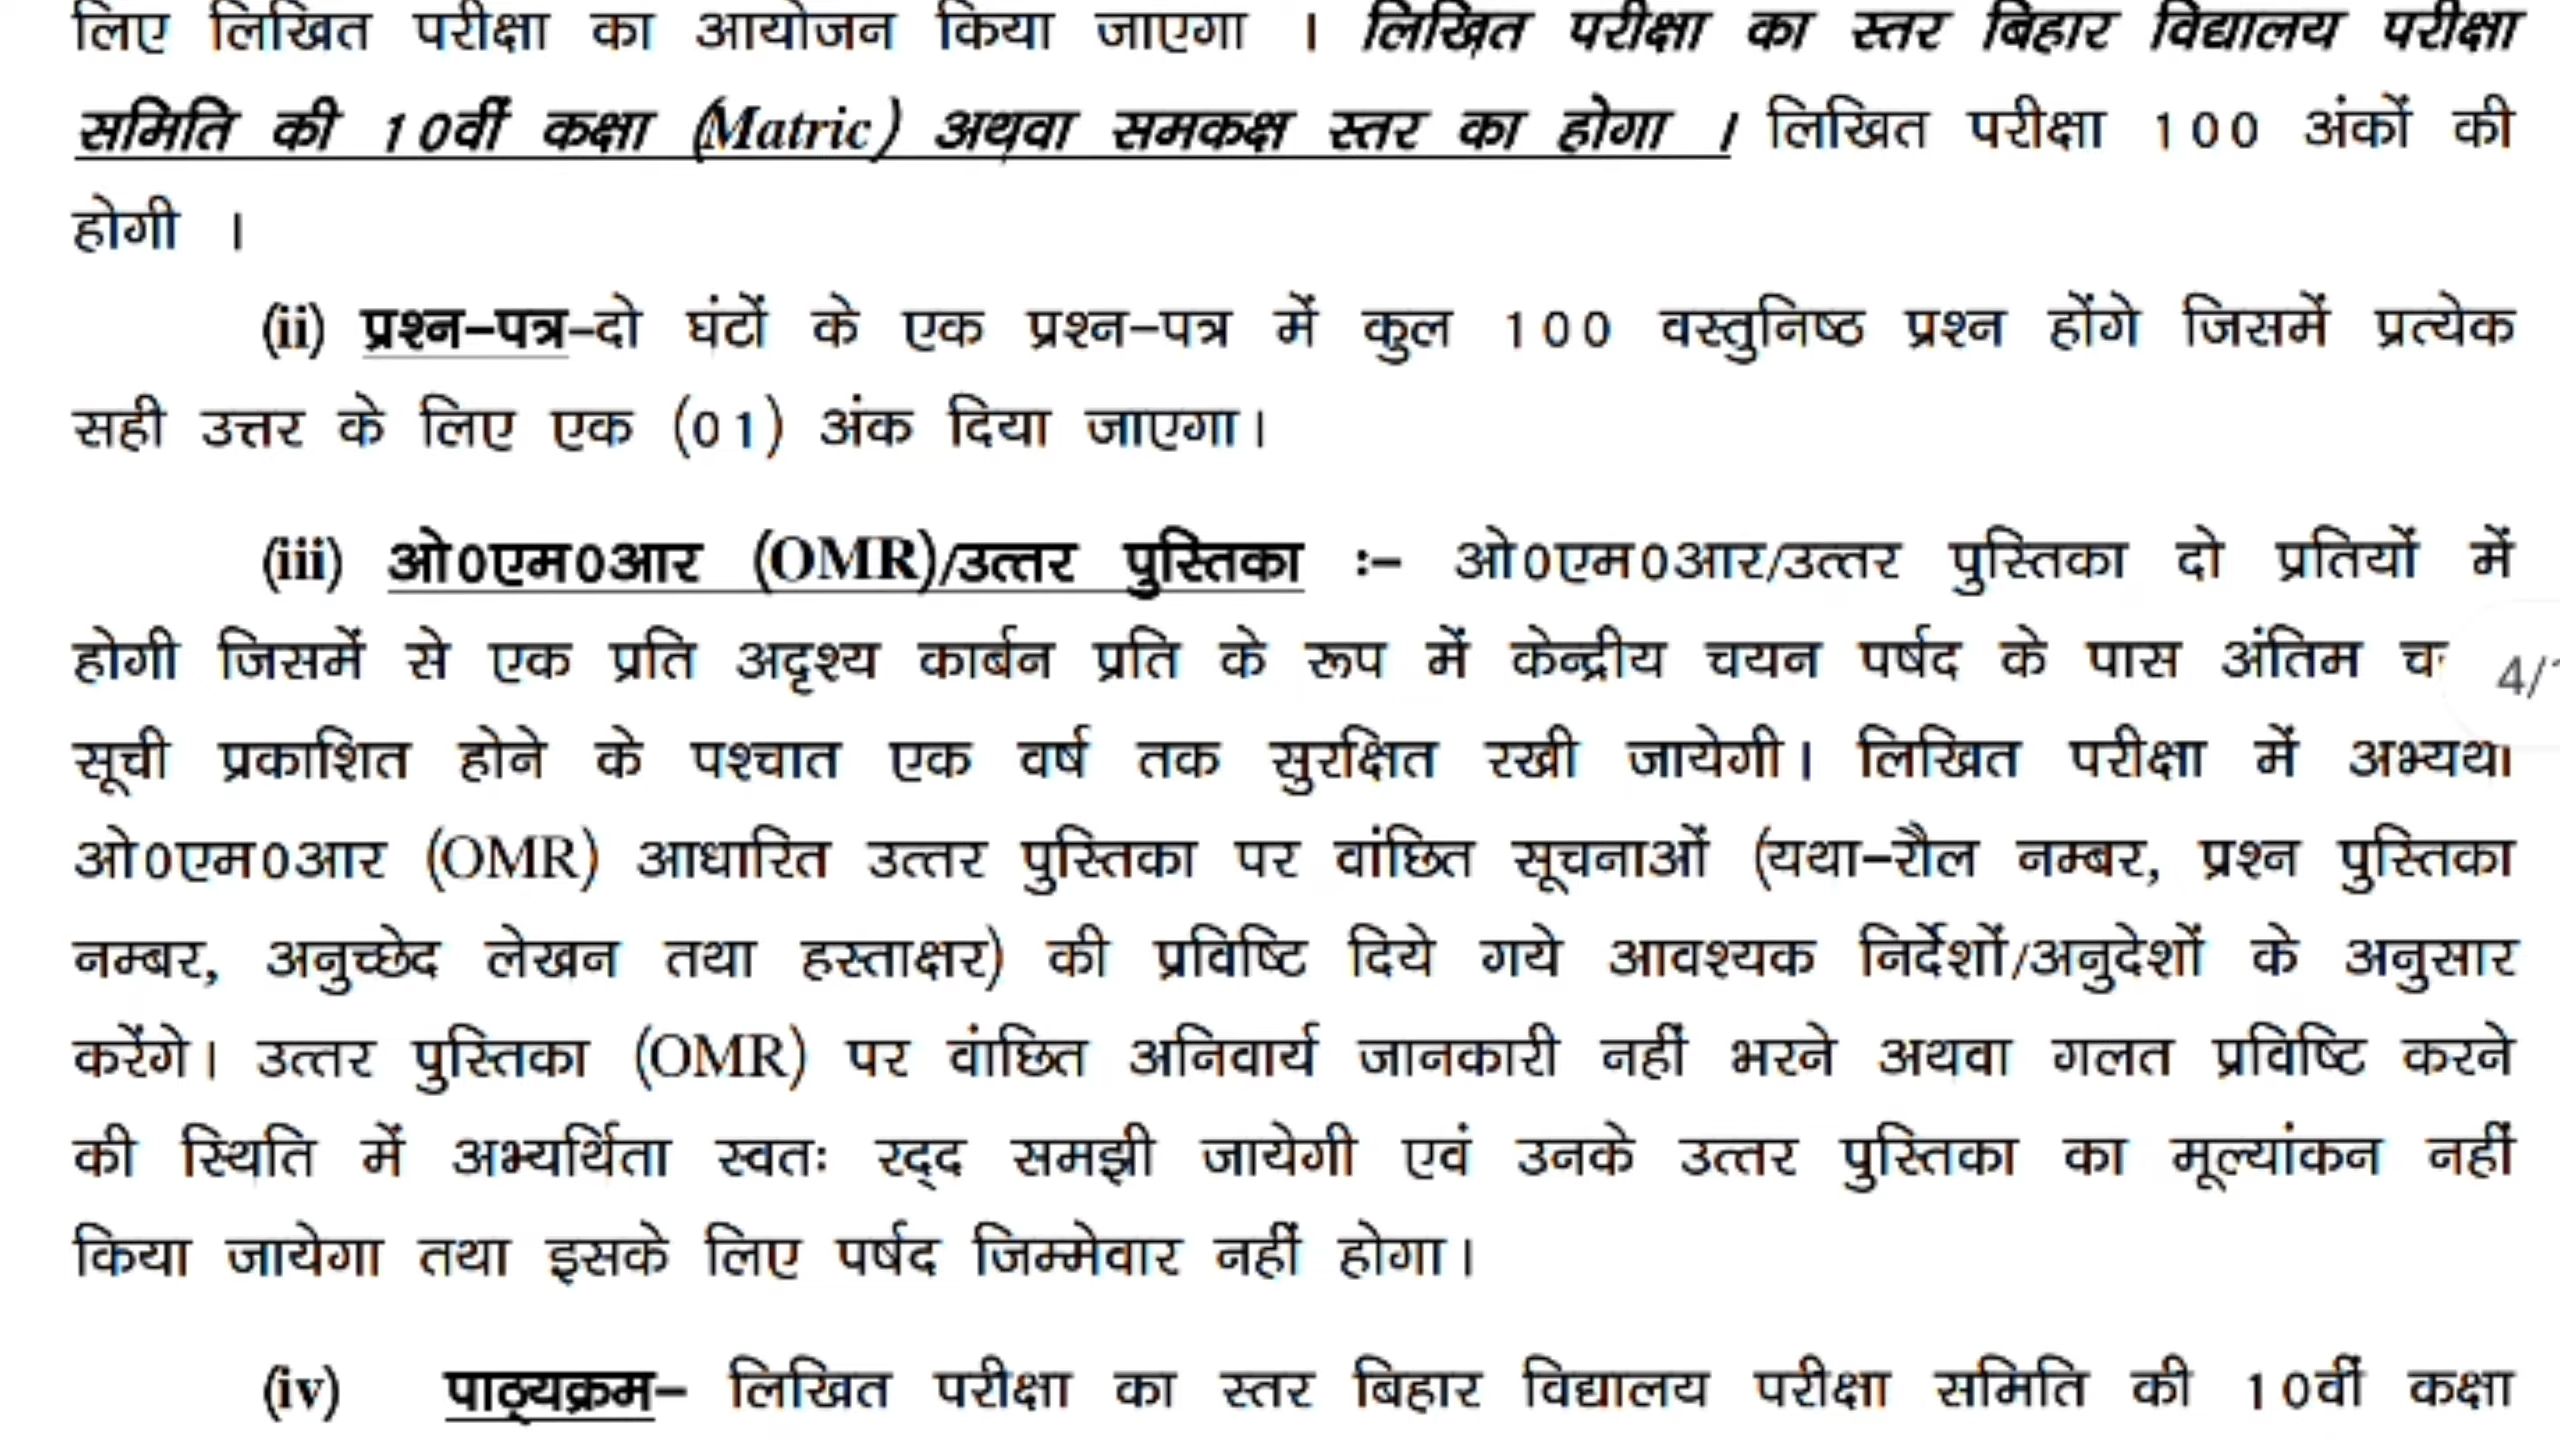 लिए लिखित परीक्षा का आयोजन किया जाएगा । लिखित परीक्षा का स्तर बिहार विद्यालय परीक्षा
समिति की 10वीं कक्षा (Matric) अथवा समकक्ष स्तर का होगा । लिखित परीक्षा 100 अंकों की
होगी ।
(ii) प्रश्न–पत्र–दो घंटों के एक प्रश्न–पत्र में कुल 100 वस्तुनिष्ठ प्रश्न होंगे जिसमें प्रत्येक
सही उत्तर के लिए एक (01) अंक दिया जाएगा।
(iii) ओ0एम0आर (OMR)/उत्तर पुस्तिका :– ओ0एम0आर/उत्तर पुस्तिका दो प्रतियों में
होगी जिसमें से एक प्रति अदृश्य कार्बन प्रति के रूप में केन्द्रीय चयन पर्षद के पास अंतिम
4/1
सूची प्रकाशित होने के पश्चात एक वर्ष तक सुरक्षित रखी जायेगी। लिखित परीक्षा में
ओ0एम0आर (OMR) आधारित उत्तर पुस्तिका पर वांछित सूचनाओं (यथा–रौल नम्बर, प्रश्न पुस्तिका
नम्बर, अनुच्छेद लेखन तथा हस्ताक्षर) की प्रविष्टि दिये गये आवश्यक निर्देशों/अनुदेशों के अनुसार
करेंगे। उत्तर पुस्तिका (OMR) पर वांछित अनिवार्य जानकारी नहीं भरने अथवा गलत प्रविष्टि करने
की स्थिति में अभ्यर्थिता स्वतः रद्द समझी जायेगी एवं उनके उत्तर पुस्तिका का मूल्यांकन नहीं
किया जायेगा तथा इसके लिए पर्षद जिम्मेवार नहीं होगा।
(iv) पाठ्यक्रम– लिखित परीक्षा का स्तर बिहार विद्यालय परीक्षा समिति की 10वीं कक्षा